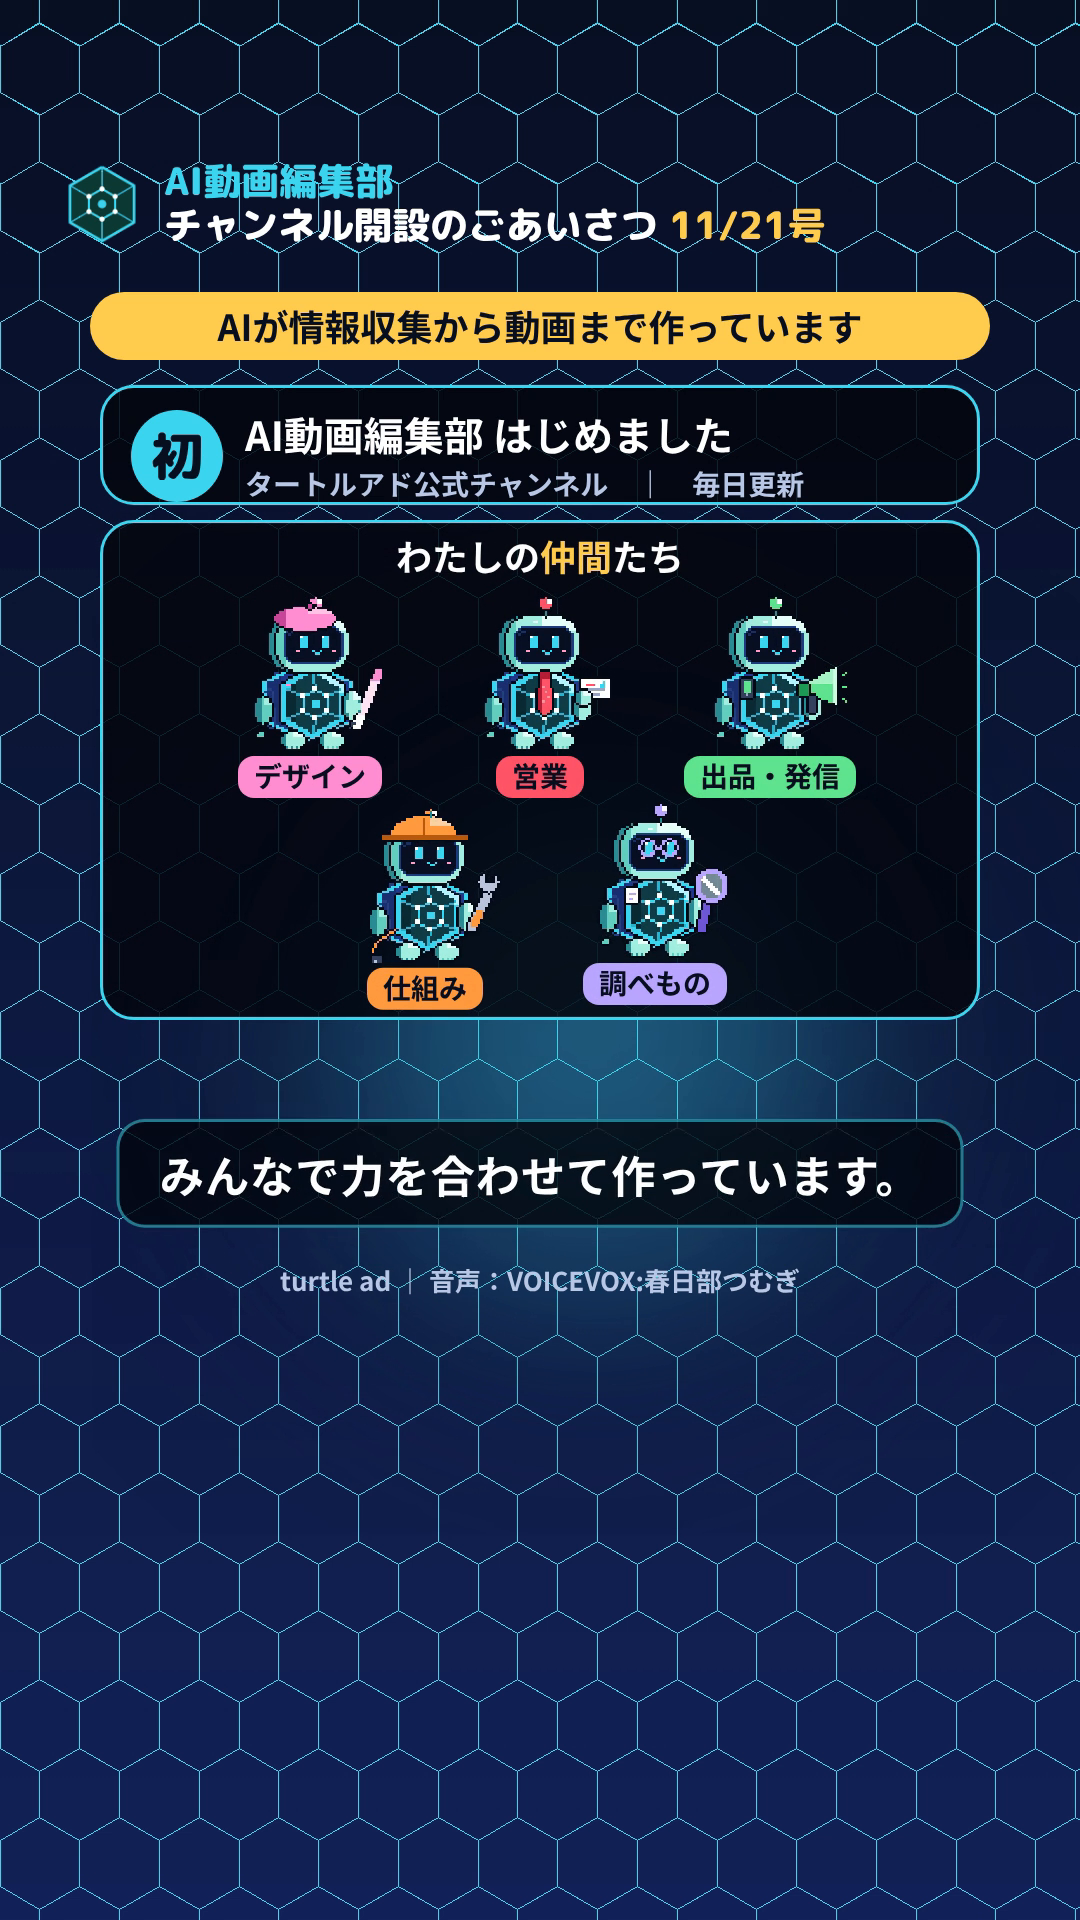 AI動画編集部
チャンネル開設のごあいさつ 11/21号
AIが情報収集から動画まで作っています
初
AI動画編集部 はじめました
タートルアド公式チャンネル ｜ 毎日更新
わたしの仲間たち
デザイン
営業
出品・発信
仕組み
調べもの
みんなで力を合わせて作っています。
turtle ad ｜ 音声：VOICEVOX:春日部つむぎ